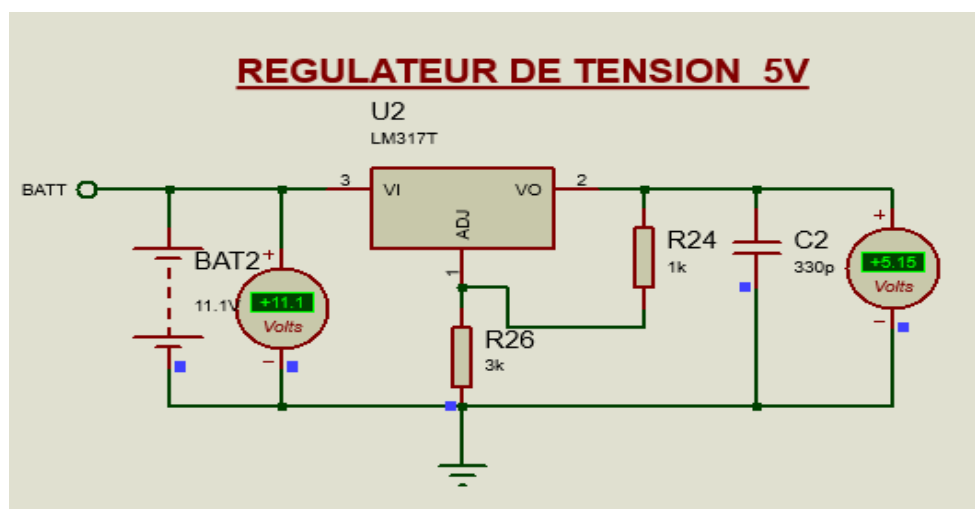 REGULATEUR DE TENSION 5V
U2
LM317T
BATT
3
VI
VO
2
ADJ
1
BAT2
11.1V
+
+11.1
Volts
−
R24
1k
C2
330p
+
+5.15
Volts
−
R26
3k